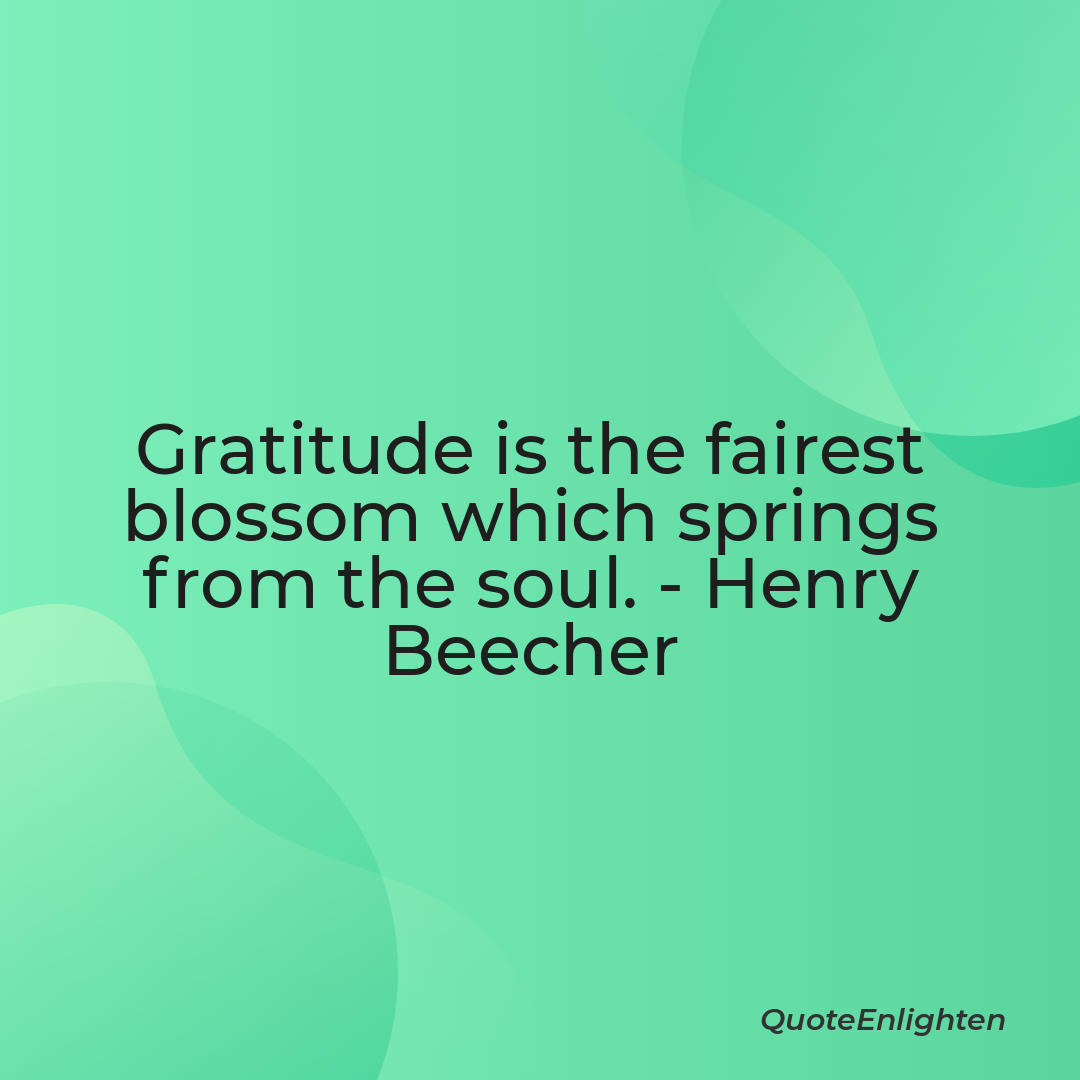 Gratitude is the fairest
blossom which springs
from the soul. - Henry
Beecher
QuoteEnlighten